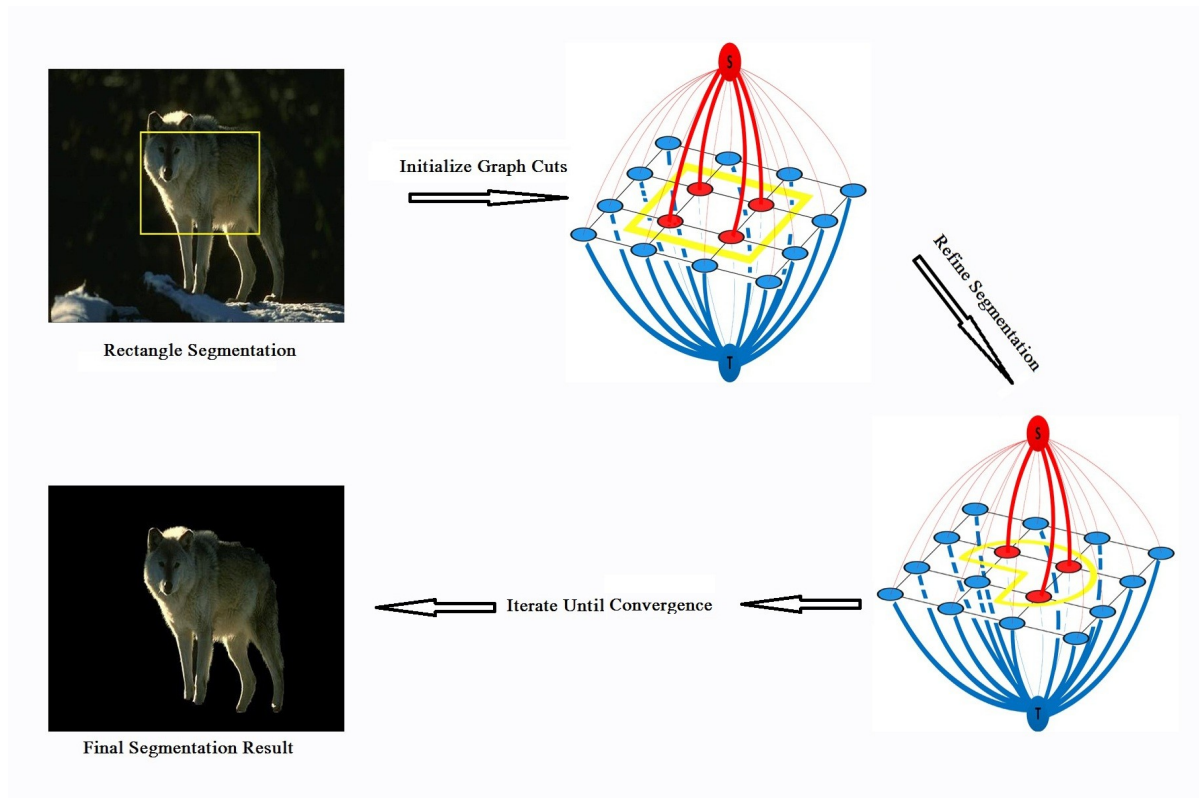 S
Initialize Graph Cuts
T
Rectangle Segmentation
Refine Segmentation
S
Iterate Until Convergence
T
Final Segmentation Result